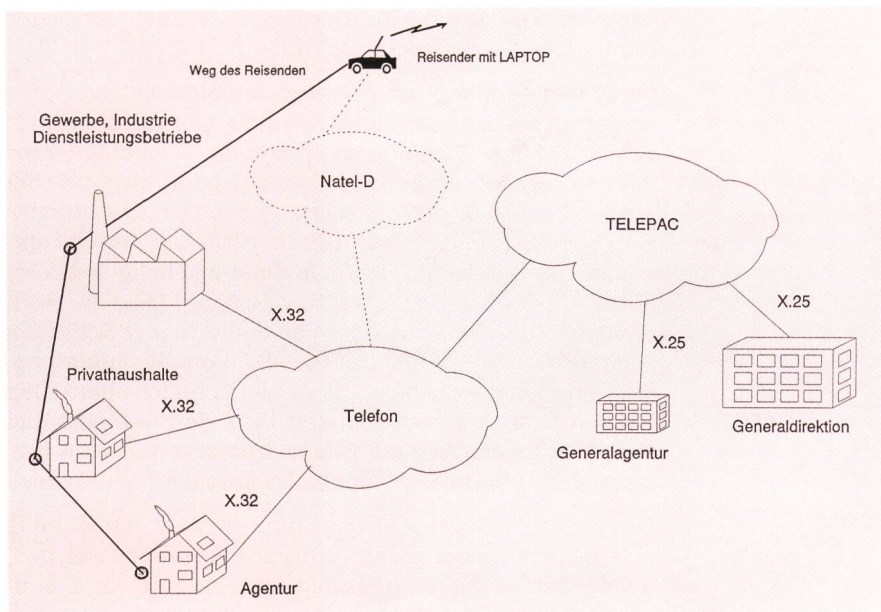 Weg des Reisenden
Reisender mit LAPTOP
Gewerbe, Industrie
Dienstleistungsbetriebe
Natel-D
TELEPAC
X.32
X.25
X.25
Privathaushalte
X.32
Telefon
Generalagentur
Generaldirektion
X.32
Agentur